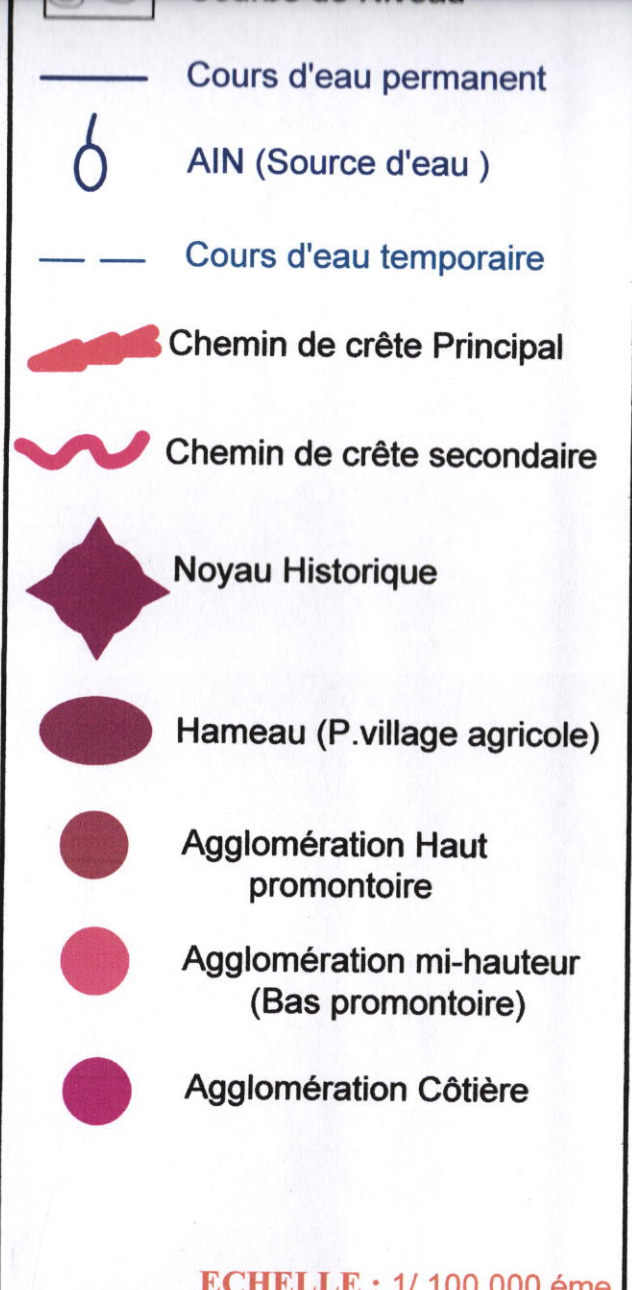 Cours d'eau permanent
AIN (Source d'eau )
Cours d'eau temporaire
Chemin de crête Principal
Chemin de crête secondaire
Noyau Historique
Hameau (P.village agricole)
Agglomération Haut
promontoire
Agglomération mi-hauteur
(Bas promontoire)
Agglomération Côtière
ECHELLE : 1/ 100 000 éme